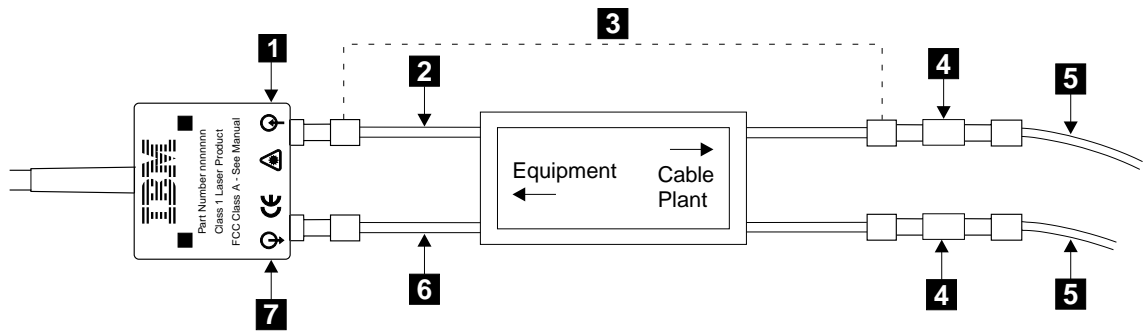 3
1
2
4
5
IBM
Part Number nnnnnnn
Class 1 Laser Product
FCC Class A - See Manual
CE
Equipment
Cable
Plant
7
6
4
5